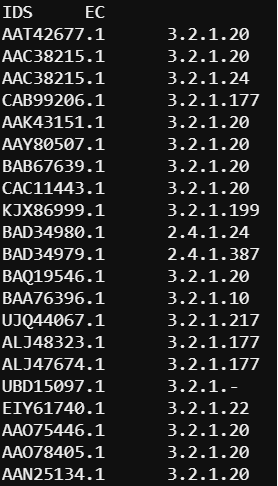 IDS     EC
AAT42677.1      3.2.1.20
AAC38215.1      3.2.1.20
AAC38215.1      3.2.1.24
CAB99206.1      3.2.1.177
AAK43151.1      3.2.1.20
AAY80507.1      3.2.1.20
BAB67639.1      3.2.1.20
CAC11443.1      3.2.1.20
KJX86999.1      3.2.1.199
BAD34980.1      2.4.1.24
BAD34979.1      2.4.1.387
BAQ19546.1      3.2.1.20
BAA76396.1      3.2.1.10
UJQ44067.1      3.2.1.217
ALJ48323.1      3.2.1.177
ALJ47674.1      3.2.1.177
UBD15097.1      3.2.1.-
EIY61740.1      3.2.1.22
AAO75446.1      3.2.1.20
AAO78405.1      3.2.1.20
AAN25134.1      3.2.1.20